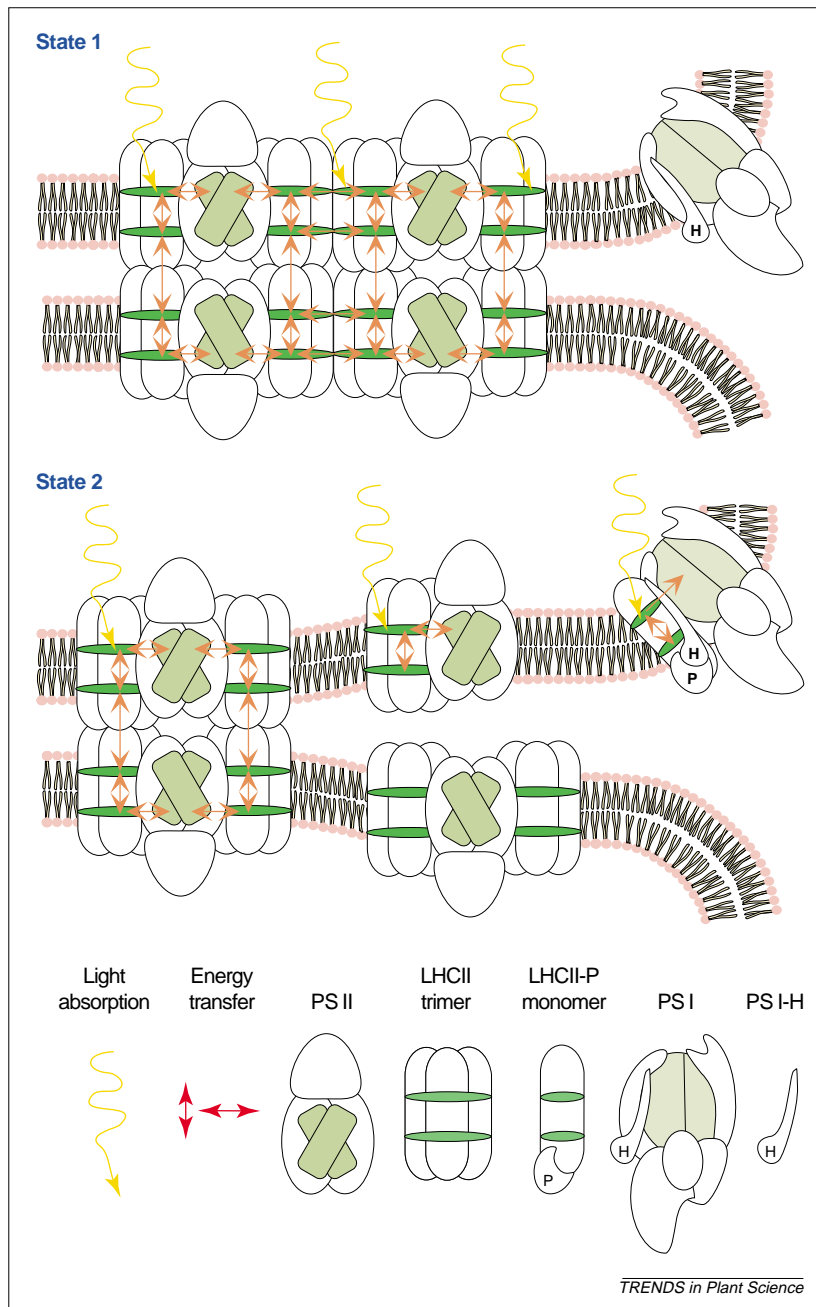 State 1
H
State 2
H
P
Light absorption
Energy transfer
PS II
LHCII trimer
LHCII-P monomer
PS I
PS I-H
P
H
H
TRENDS in Plant Science